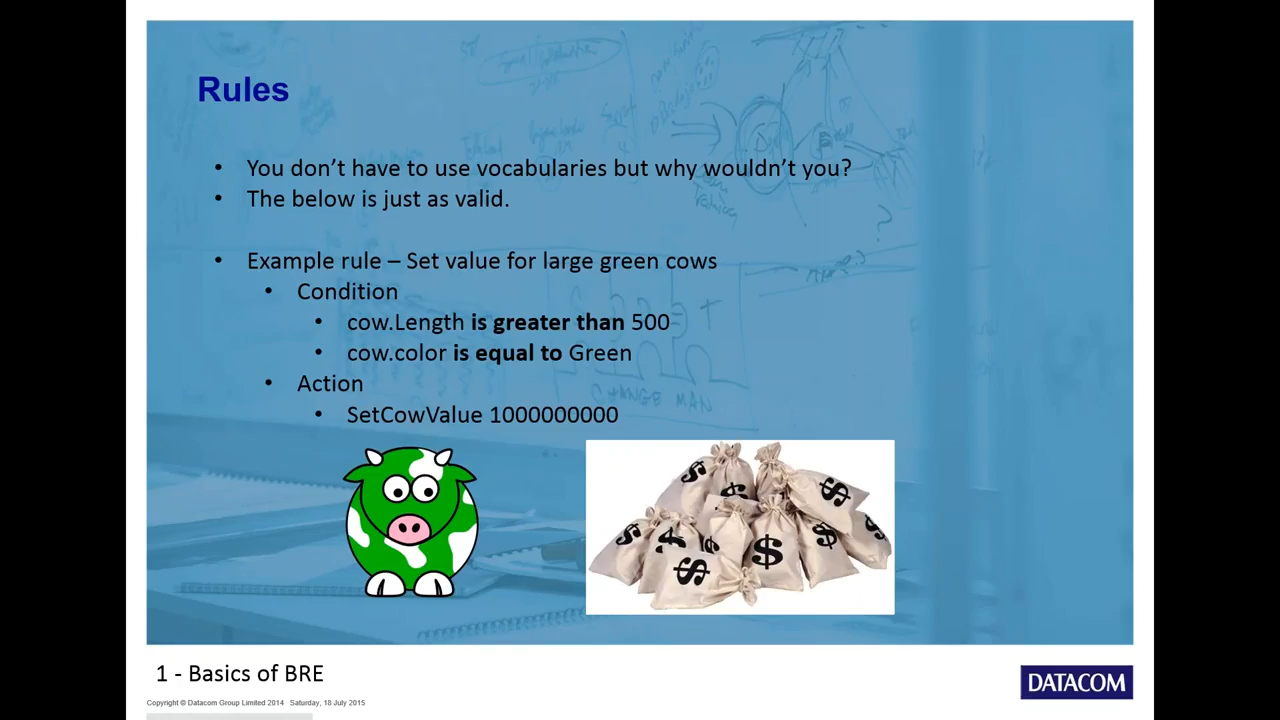 Rules
• You don't have to use vocabularies but why wouldn't you?
• The below is just as valid.
• Example rule – Set value for large green cows
• Condition
• cow.Length is greater than 500
• cow.color is equal to Green
• Action
• SetCowValue 1000000000
CHANGE MAN
$ $ $ $ $ $ $ $ $
1 - Basics of BRE
DATACOM
Copyright © Datacom Group Limited 2014 Saturday, 18 July 2015